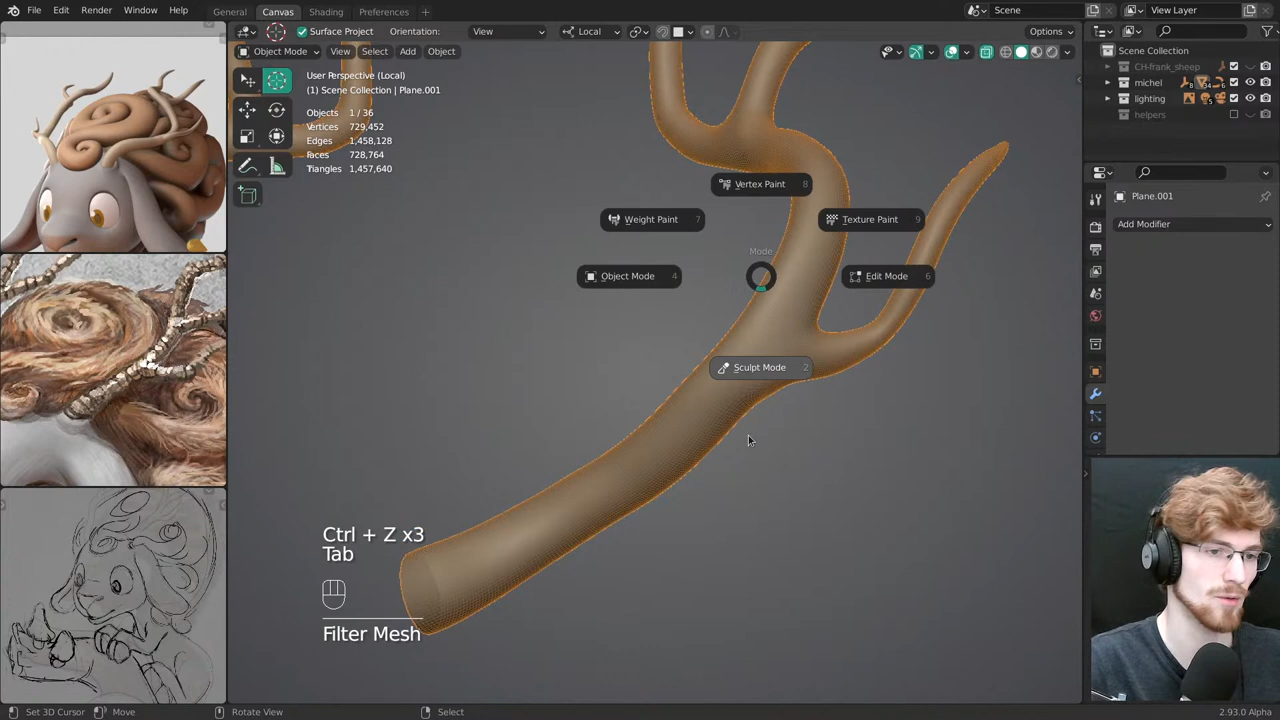 File Edit Render Window Help
General Canvas Shading Preferences +
Scene
View Layer
Surface Project Orientation: View Local Options
Object Mode View Select Add Object
User Perspective (Local)
(1) Scene Collection | Plane.001
Objects 1 / 36
Vertices 729,452
Edges 1,458,128
Faces 728,764
Triangles 1,457,640
Scene Collection
CH-frank_sheep
michel
lighting
helpers
Plane.001
Add Modifier
Vertex Paint 8
Weight Paint 7
Texture Paint 9
Mode
Object Mode 4
Edit Mode 6
Sculpt Mode 2
Ctrl + Z x3
Tab
Filter Mesh
Set 3D Cursor Move Rotate View Select 2.93.0 Alpha